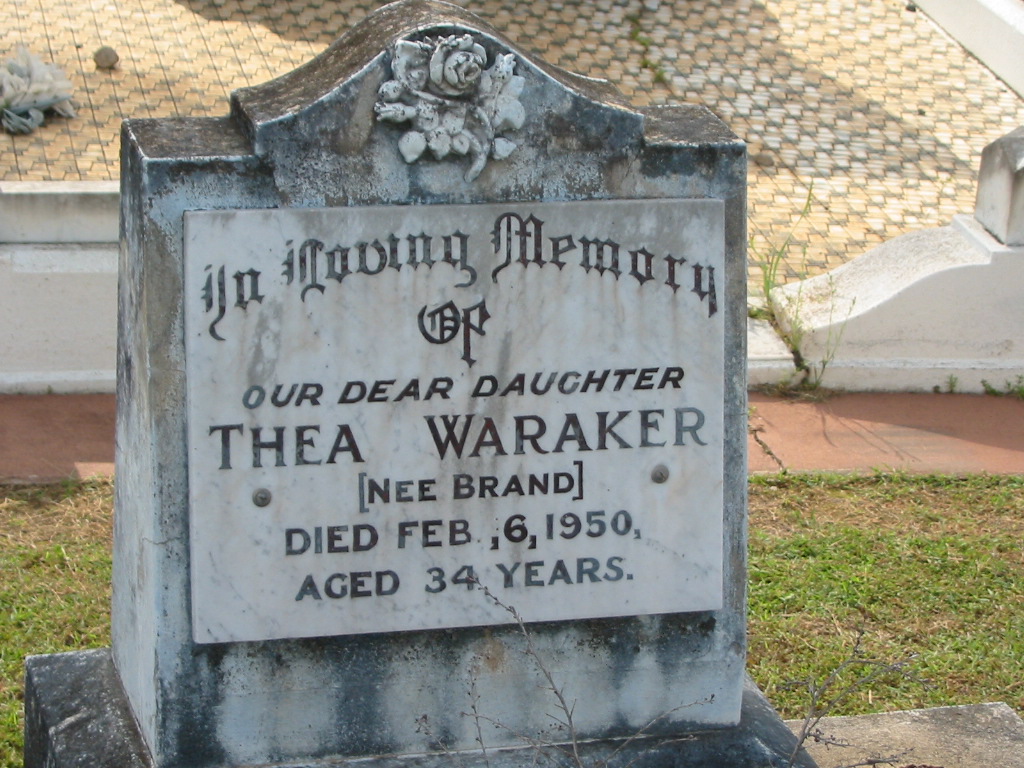 In Loving Memory
Of
OUR DEAR DAUGHTER
THEA WARAKER
[NEE BRAND]
DIED FEB. ,6, 1950,
AGED 34 YEARS.